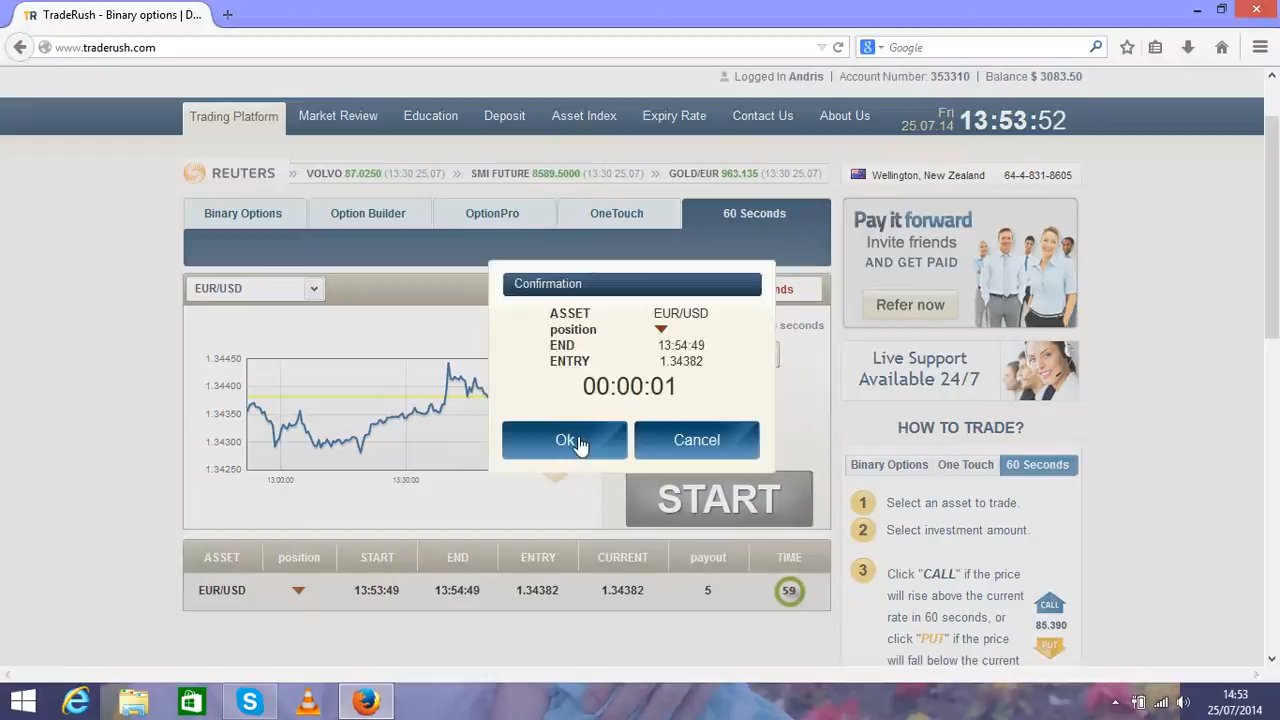 TradeRush - Binary options | D...
www.traderush.com
Google
Logged In Andris | Account Number: 353310 | Balance $ 3083.50
Trading Platform
Market Review
Education
Deposit
Asset Index
Expiry Rate
Contact Us
About Us
Fri
25.07.14
13:53:52
REUTERS
VOLVO 87.0250 (13:30 25.07)
SMI FUTURE 8589.5000 (13:30 25.07)
GOLD/EUR 963.135 (13:30 25.07)
Wellington, New Zealand
64-4-831-8605
Binary Options
Option Builder
OptionPro
OneTouch
60 Seconds
Pay it forward
Invite friends
AND GET PAID
Refer now
EUR/USD
nds
seconds
Confirmation
ASSET EUR/USD
position
END 13:54:49
ENTRY 1.34382
00:00:01
Ok
Cancel
1.34450
1.34400
1.34350
1.34300
1.34250
13:00:00
13:30:00
START
Live Support
Available 24/7
HOW TO TRADE?
Binary Options
One Touch
60 Seconds
1 Select an asset to trade.
2 Select investment amount.
3 Click "CALL" if the price
will rise above the current
rate in 60 seconds, or
click "PUT" if the price
will fall below the current
CALL
85.390
PUT
ASSET position START END ENTRY CURRENT payout TIME
EUR/USD 13:53:49 13:54:49 1.34382 1.34382 5 59
14:53
25/07/2014